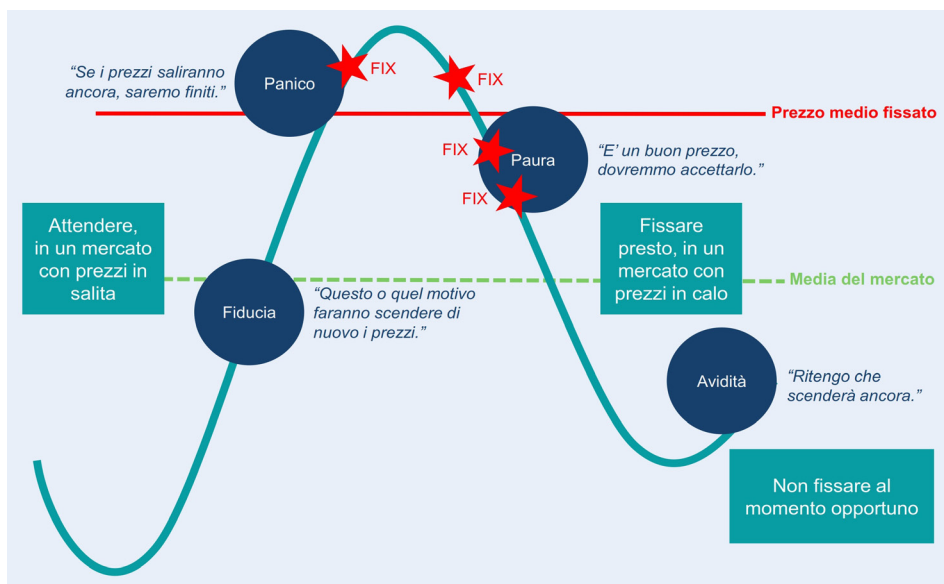 “Se i prezzi saliranno
ancora, saremo finiti.”
Panico
FIX
FIX
Prezzo medio fissato
FIX
Paura
“E’ un buon prezzo,
dovremmo accettarlo.”
FIX
Attendere,
in un mercato
con prezzi in
salita
Fissare
presto, in un
mercato con
prezzi in calo
Media del mercato
Fiducia
“Questo o quel motivo
faranno scendere di
nuovo i prezzi.”
Avidità
“Ritengo che
scenderà ancora.”
Non fissare al
momento opportuno